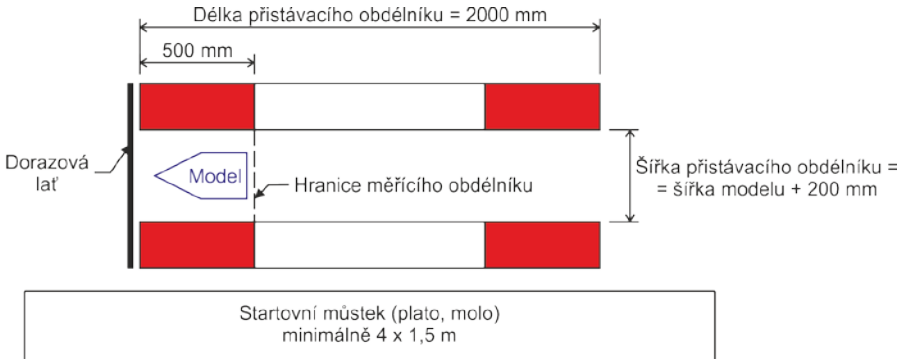 Délka přistávacího obdélníku = 2000 mm
500 mm
Dorazová
lať
Model
Hranice měřícího obdélníku
Šířka přistávacího obdélníku =
= šířka modelu + 200 mm
Startovní můstek (plato, molo)
minimálně 4 x 1,5 m